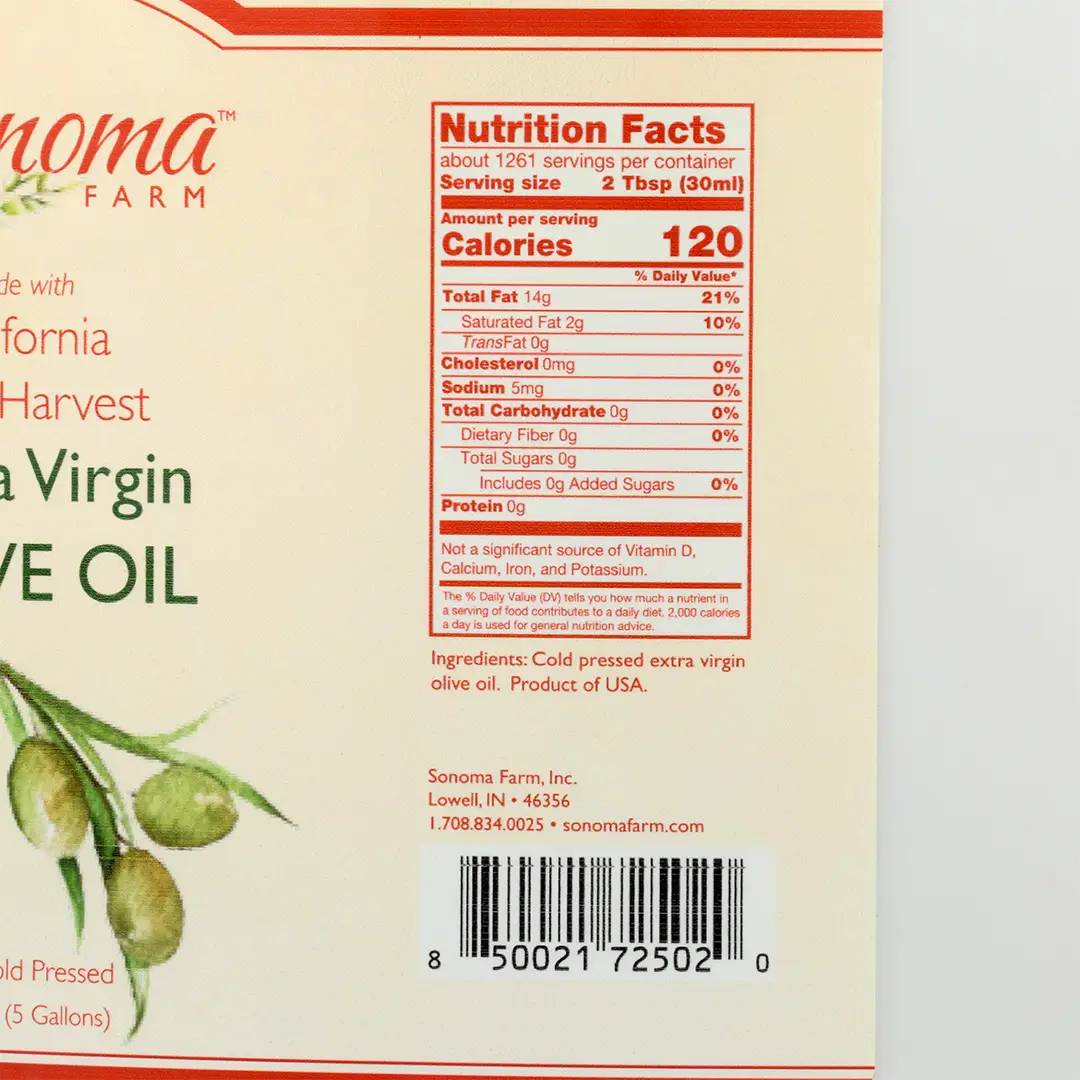 noma™
FARM
de with
fornia
Harvest
a Virgin
VE OIL
old Pressed
(5 Gallons)
Nutrition Facts
about 1261 servings per container
Serving size 2 Tbsp (30ml)
Amount per serving
Calories 120
% Daily Value*
Total Fat 14g 21%
Saturated Fat 2g 10%
TransFat 0g
Cholesterol 0mg 0%
Sodium 5mg 0%
Total Carbohydrate 0g 0%
Dietary Fiber 0g 0%
Total Sugars 0g
Includes 0g Added Sugars 0%
Protein 0g
Not a significant source of Vitamin D,
Calcium, Iron, and Potassium.
The % Daily Value (DV) tells you how much a nutrient in
a serving of food contributes to a daily diet. 2,000 calories
a day is used for general nutrition advice.
Ingredients: Cold pressed extra virgin
olive oil. Product of USA.
Sonoma Farm, Inc.
Lowell, IN • 46356
1.708.834.0025 • sonomafarm.com
8 50021 72502 0